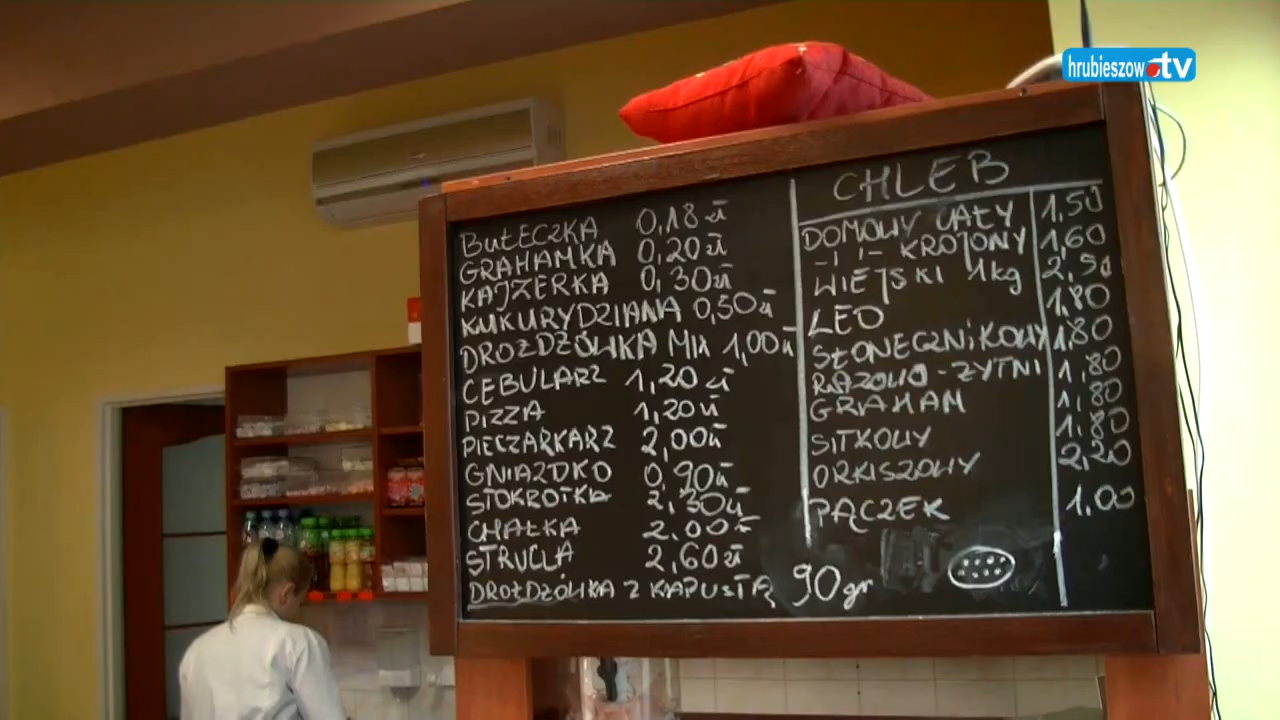 hrubieszow.tv
BUŁECZKA 0,18 zł
GRAHAMKA 0,20 zł
KAJZERKA 0,30 zł
KUKURYDZIANA 0,50 zł
DROŻDŻÓWKA MIX 1,00 zł
CEBULARZ 1,20 zł
PIZZA 1,20 zł
PIECZARKARZ 2,00 zł
GNIAZDKO 0,90 zł
STOKROTKA 2,30 zł
CHAŁKA 2.00 zł
STRUCLA 2,60 zł
DROŻDŻÓWKA Z KAPUSTĄ 90 gr
CHLEB
DOMOWY CAŁY 1,50
-I I- KROJONY 1,60
WIEJSKI 1kg 2,50
LEO 1,80
SŁONECZNIKOWY 1,80
RAZOWO-ŻYTNI 1,80
GRAHAM 1,80
SITKOWY 1,80
ORKISZOWY 2,20
PĄCZEK 1,00